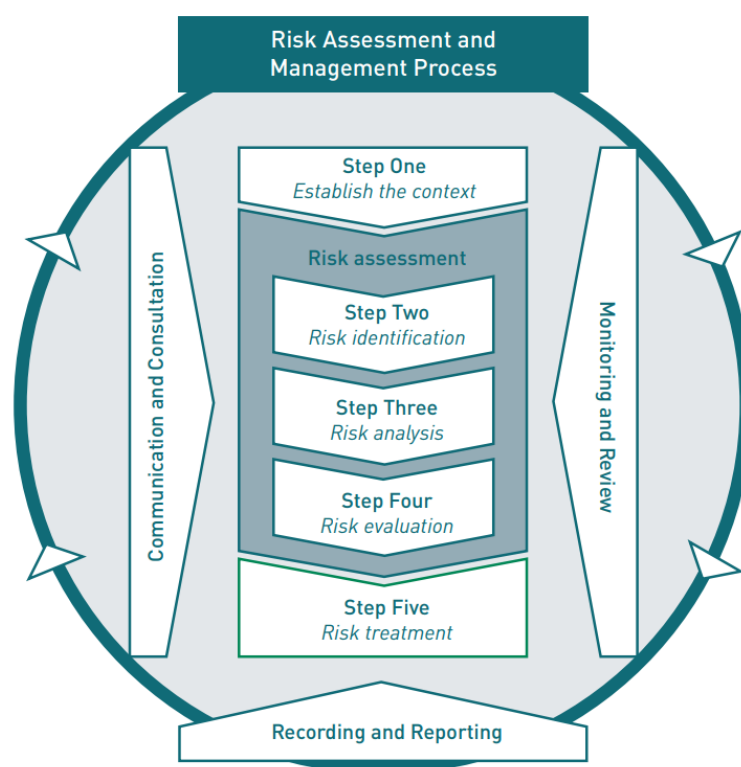 Risk Assessment and
Management Process
Step One
Establish the context
Risk assessment
Step Two
Risk identification
Step Three
Risk analysis
Step Four
Risk evaluation
Step Five
Risk treatment
Communication and Consultation
Monitoring and Review
Recording and Reporting